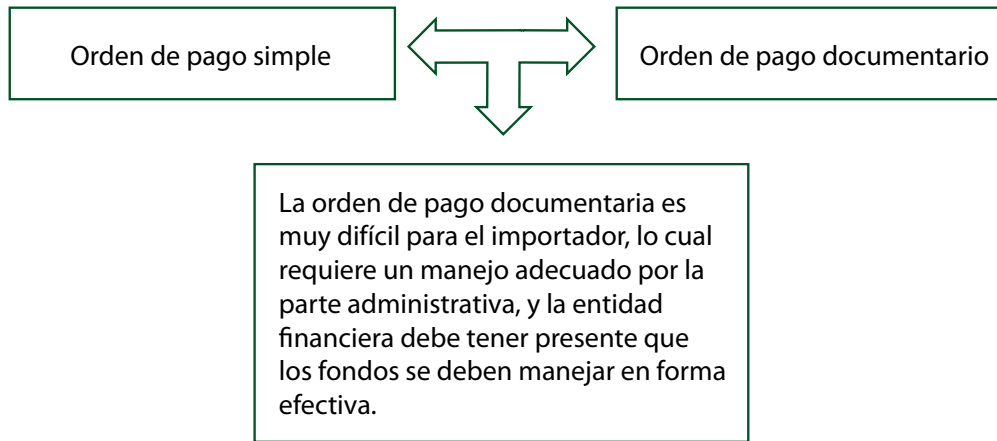 Orden de pago simple
Orden de pago documentario
La orden de pago documentaria es
muy difícil para el importador, lo cual
requiere un manejo adecuado por la
parte administrativa, y la entidad
financiera debe tener presente que
los fondos se deben manejar en forma
efectiva.